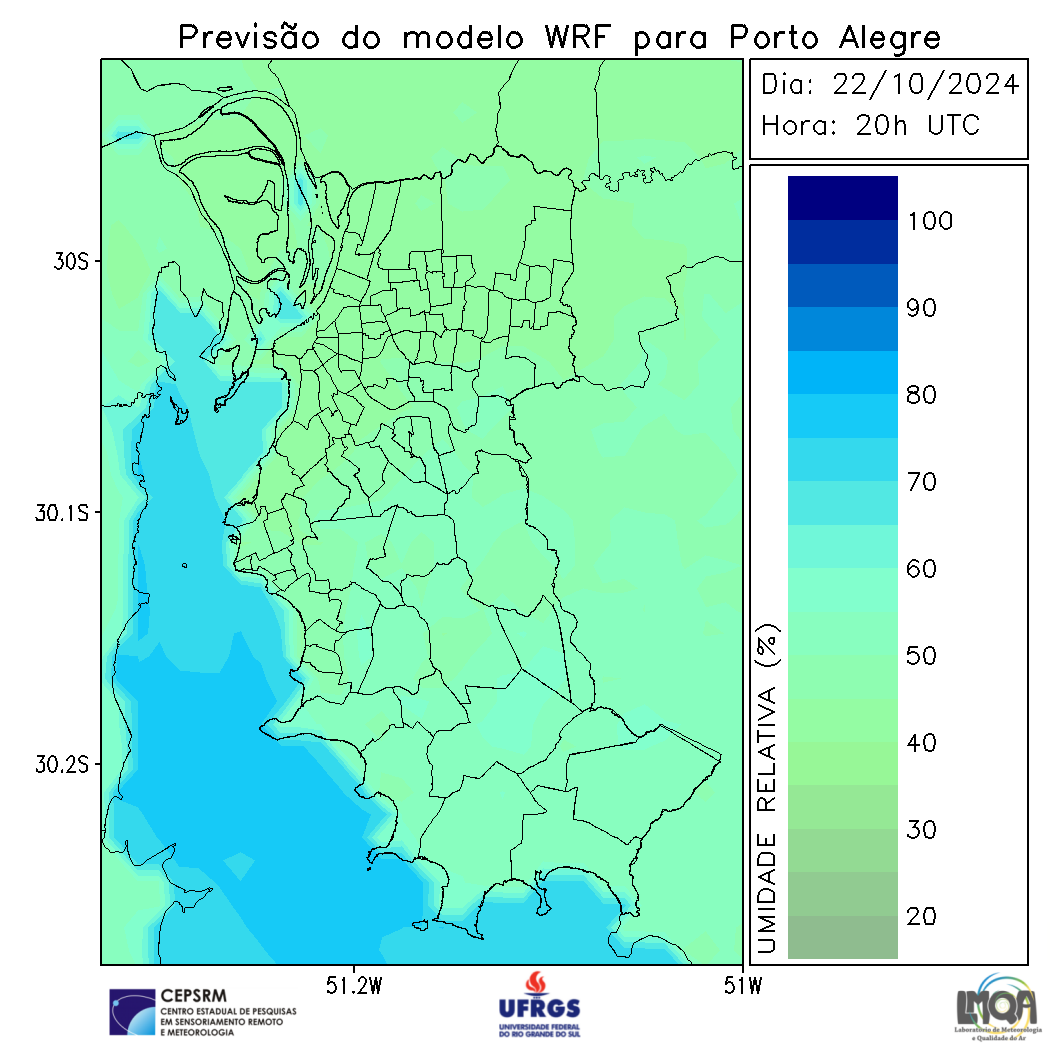 Previsão do modelo WRF para Porto Alegre
Dia: 22/10/2024
Hora: 20h UTC
30S
30.1S
30.2S
51.2W
51W
100
90
80
70
60
50
40
30
20
UMIDADE RELATIVA (%)
CEPSRM
CENTRO ESTADUAL DE PESQUISAS
EM SENSORIAMENTO REMOTO
E METEOROLOGIA
UFRGS
UNIVERSIDADE FEDERAL
DO RIO GRANDE DO SUL
LMQA
Laboratório de Meteorologia
e Qualidade do Ar